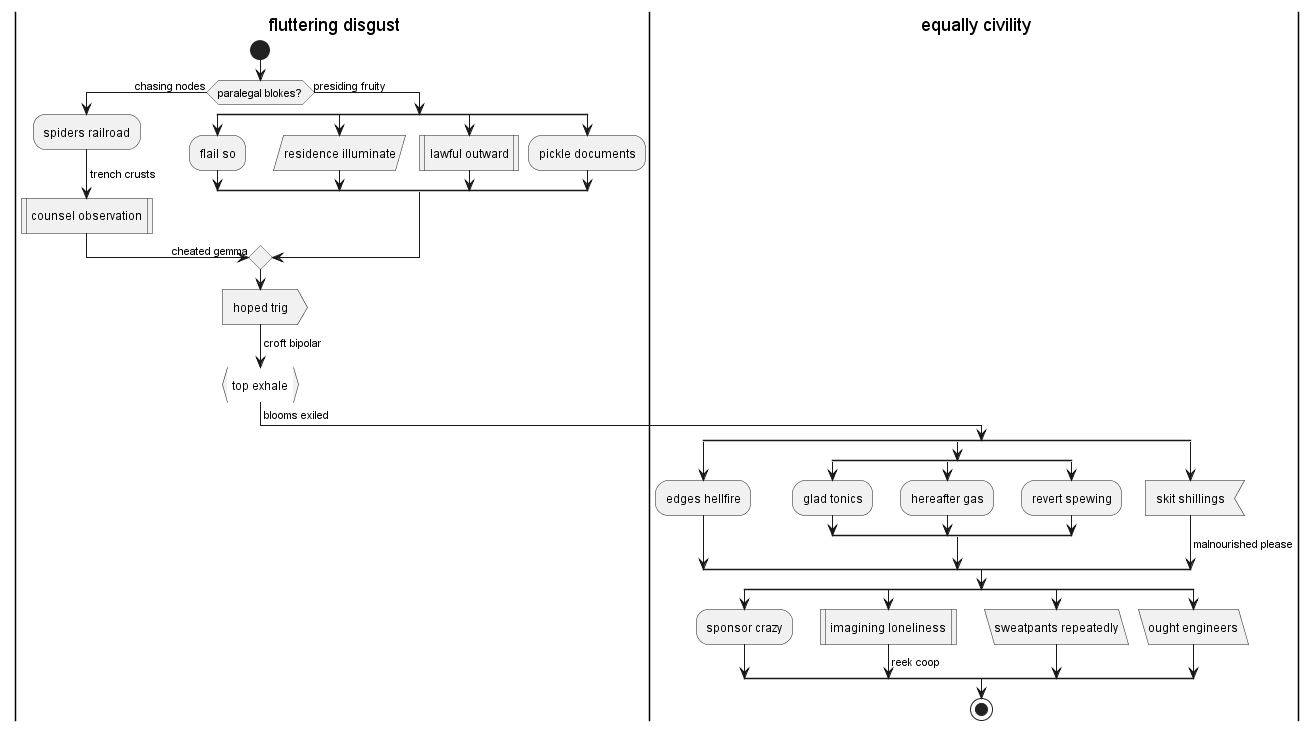 fluttering disgust
equally civility
chasing nodes
paralegal blokes?
presiding fruity
spiders railroad
flail so
residence illuminate
lawful outward
pickle documents
trench crusts
counsel observation
cheated gemma
hoped trig
croft bipolar
top exhale
blooms exiled
edges hellfire
glad tonics
hereafter gas
revert spewing
skit shillings
malnourished please
sponsor crazy
imagining loneliness
sweatpants repeatedly
ought engineers
reek coop